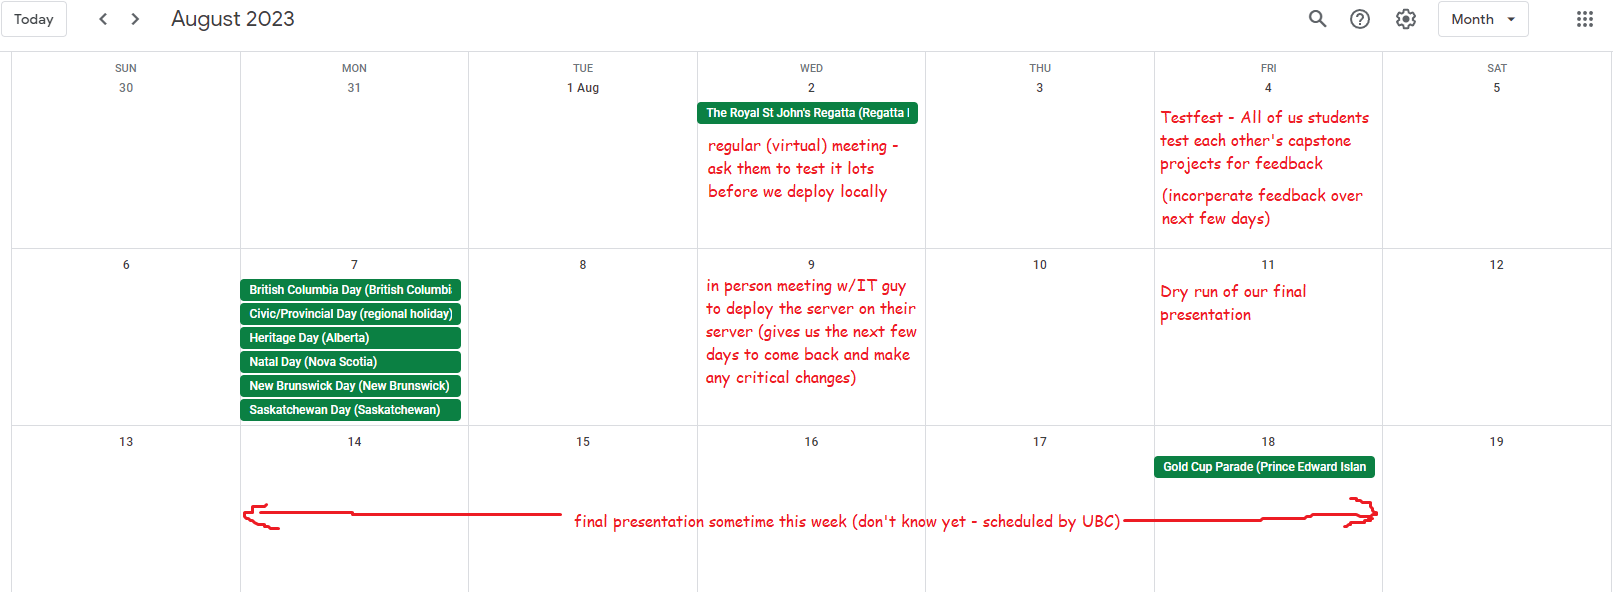 Today
August 2023
Month
SUN
MON
TUE
WED
THU
FRI
SAT
30
31
1 Aug
2
3
4
5
The Royal St John's Regatta (Regatta
regular (virtual) meeting -
ask them to test it lots
before we deploy locally
Testfest - All of us students
test each other's capstone
projects for feedback
(incorperate feedback over
next few days)
6
7
8
9
10
11
12
British Columbia Day (British Columbi
Civic/Provincial Day (regional holiday)
Heritage Day (Alberta)
Natal Day (Nova Scotia)
New Brunswick Day (New Brunswick)
Saskatchewan Day (Saskatchewan)
in person meeting w/IT guy
to deploy the server on their
server (gives us the next few
days to come back and make
any critical changes)
Dry run of our final
presentation
13
14
15
16
17
18
19
Gold Cup Parade (Prince Edward Islan
final presentation sometime this week (don't know yet - scheduled by UBC)